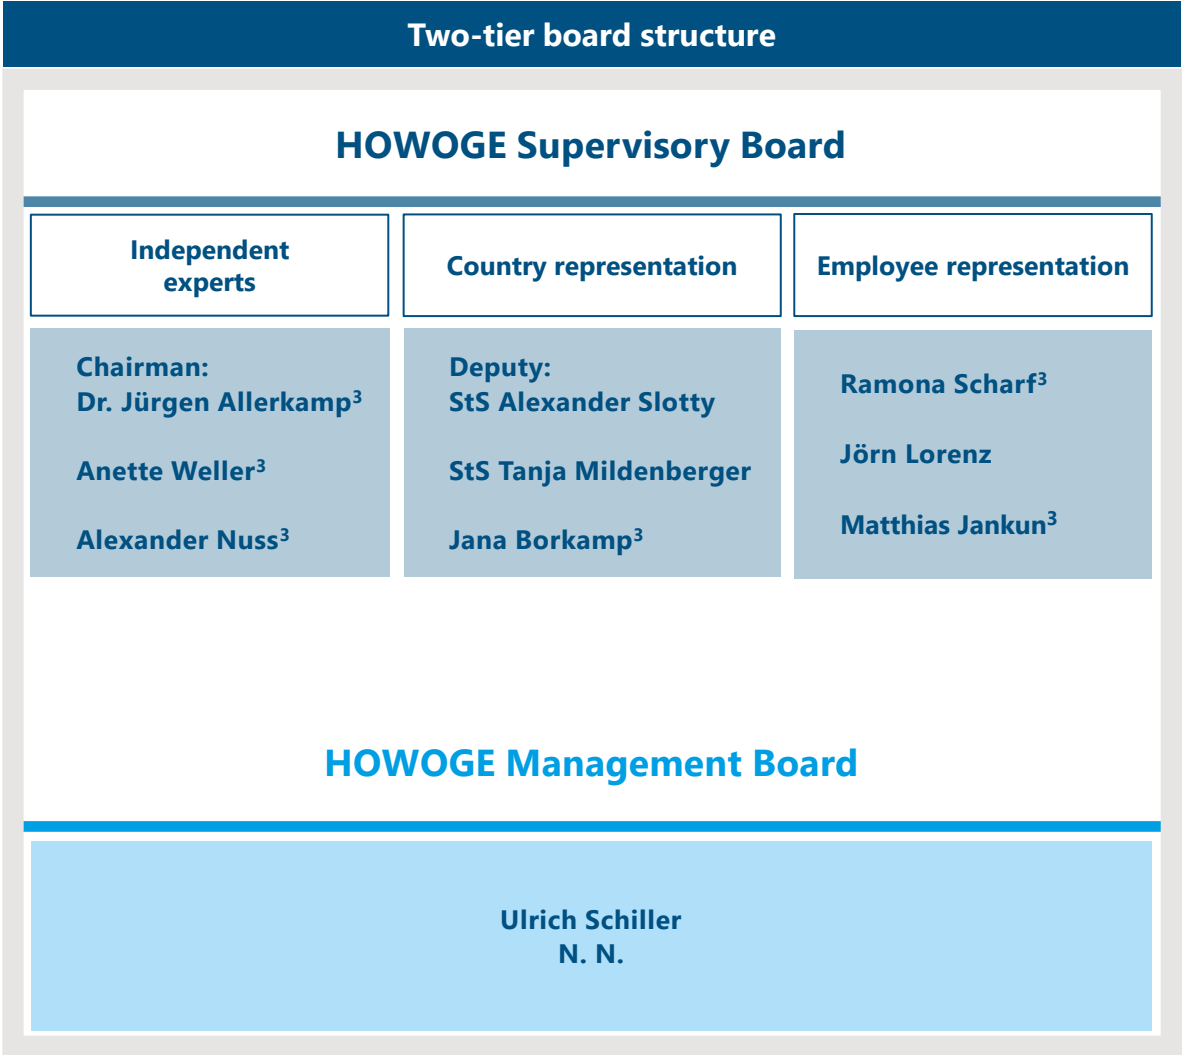 Two-tier board structure
HOWOGE Supervisory Board
Independent
experts
Chairman:
Dr. Jürgen Allerkamp³
Anette Weller³
Alexander Nuss³
Country representation
Deputy:
StS Alexander Slotty
StS Tanja Mildenberger
Jana Borkamp³
Employee representation
Ramona Scharf³
Jörn Lorenz
Matthias Jankun³
HOWOGE Management Board
Ulrich Schiller
N. N.